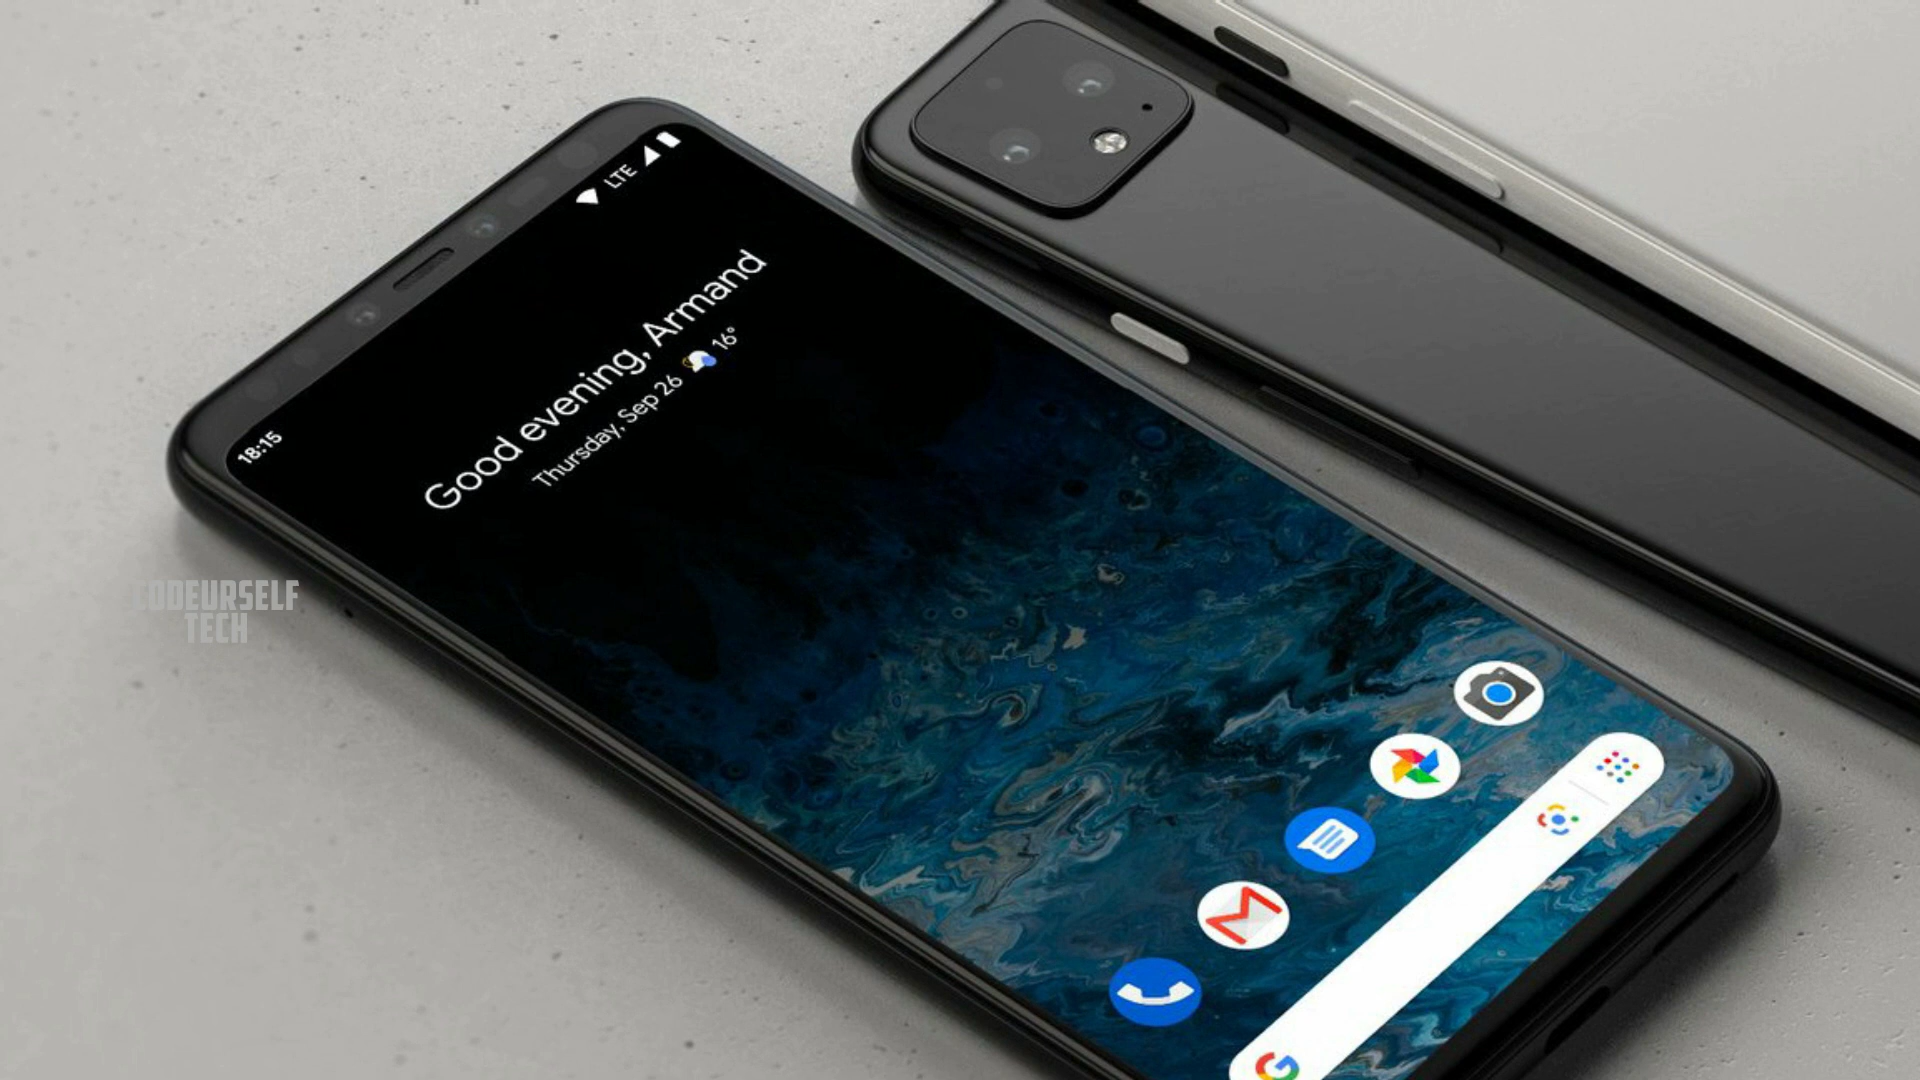 LTE
18:15
Good evening, Armand
Thursday, Sep 26 16°
CODEURSELF
TECH